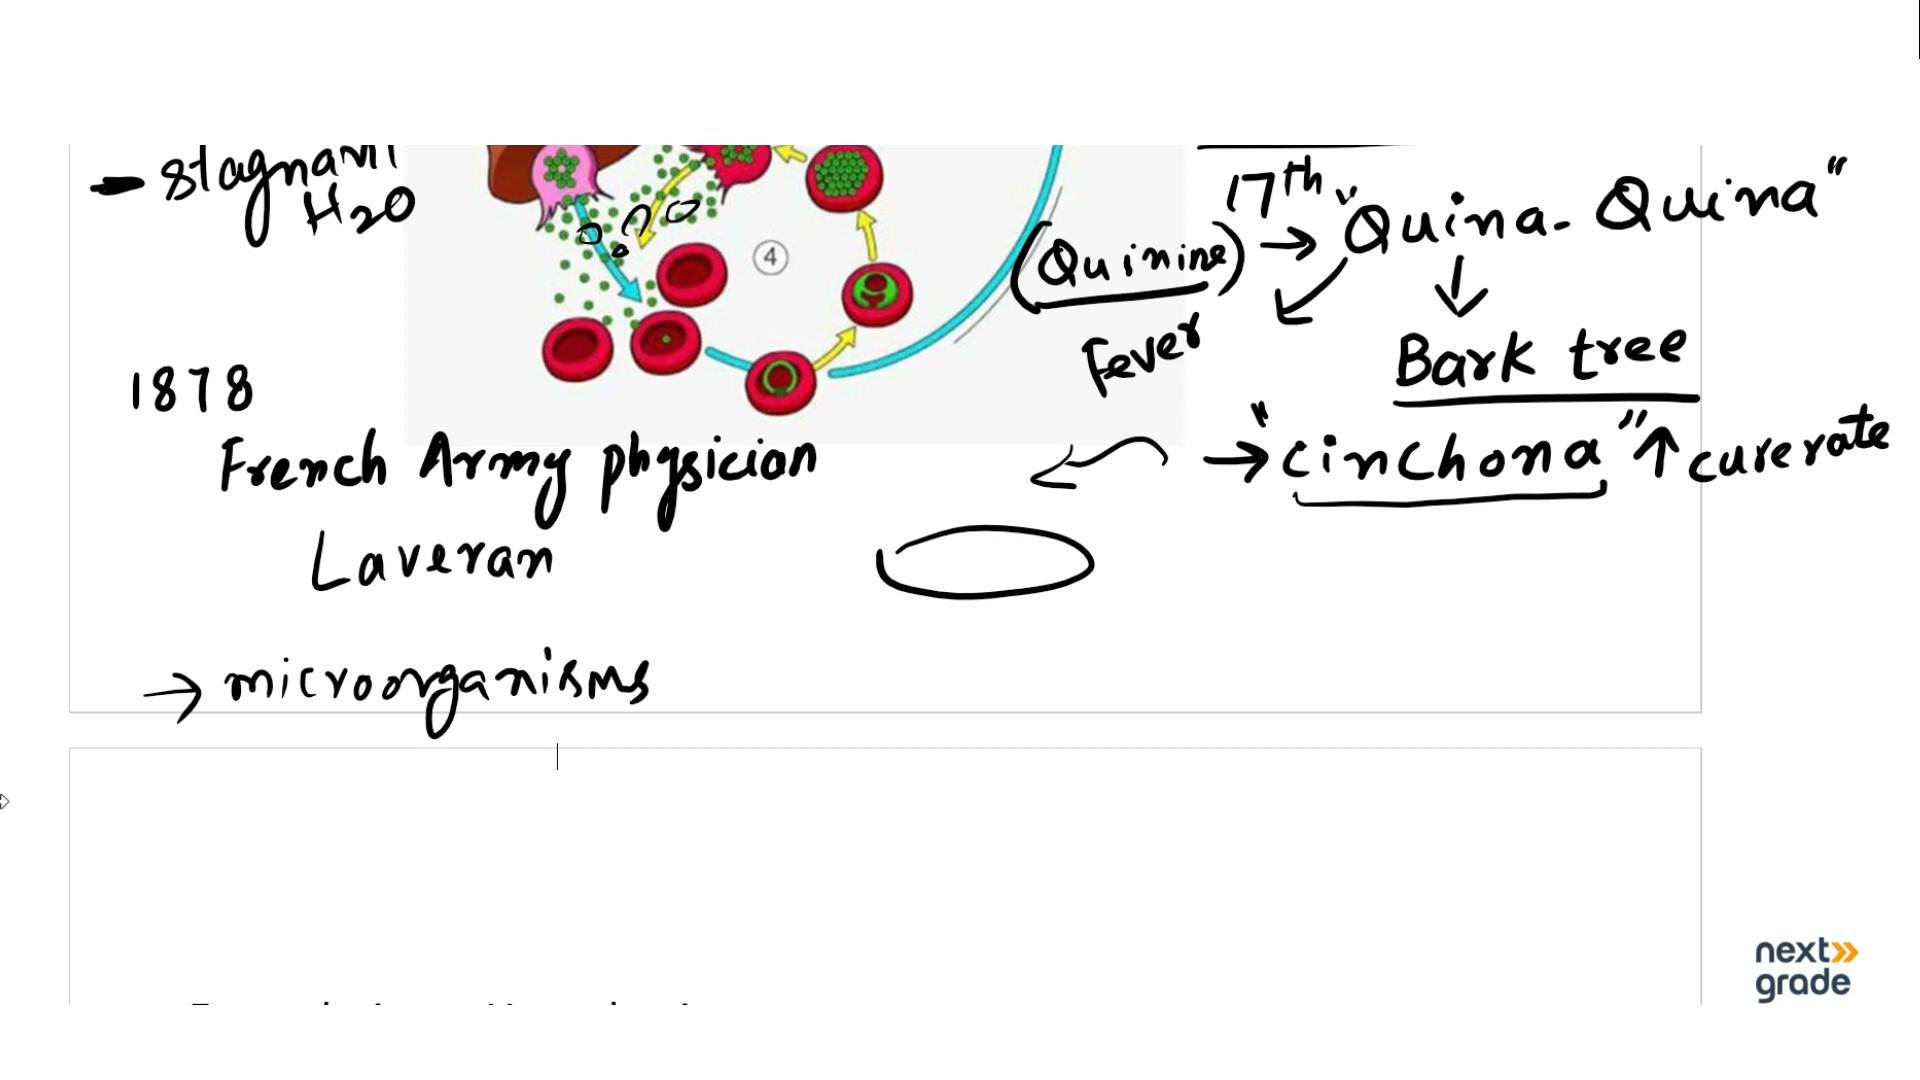 - stagnant
H2O
17th
"Quina-Quina"
(Quinine) →
Fever
Bark tree
→ "cinchona" ↑ cure rate
4
1878
French Army physician
Laveran
→ microorganisms
next
grade